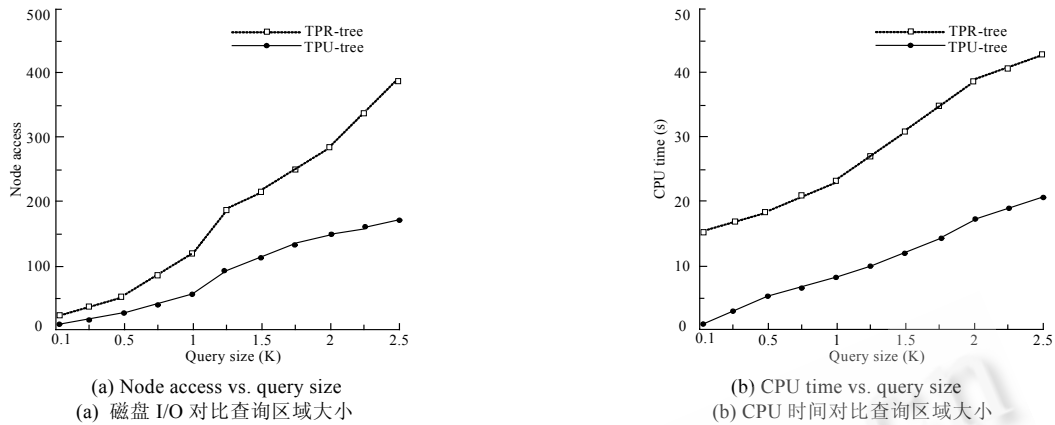 500
400
300
200
100
0
Node access
TPR-tree
TPU-tree
0.1 0.5 1 1.5 2 2.5
Query size (K)
(a) Node access vs. query size
(a) 磁盘 I/O 对比查询区域大小
50
40
30
20
10
0
CPU time (s)
TPR-tree
TPU-tree
0.1 0.5 1 1.5 2 2.5
Query size (K)
(b) CPU time vs. query size
(b) CPU 时间对比查询区域大小